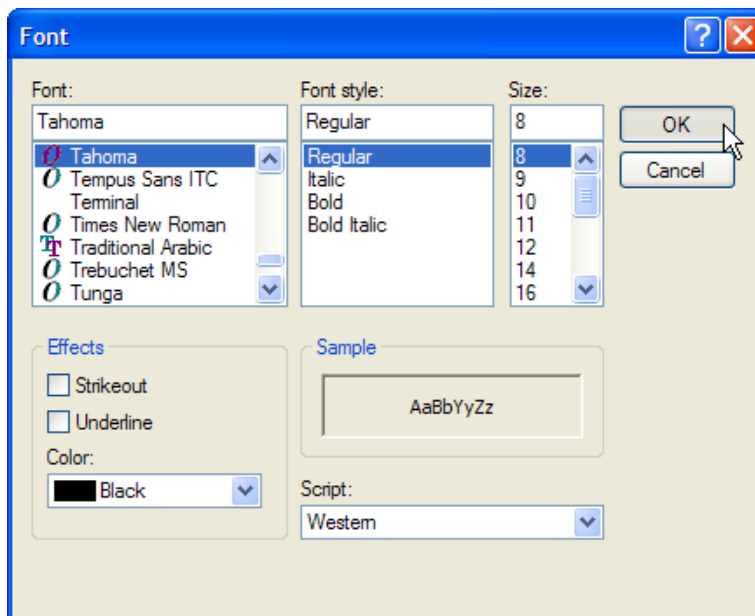 Font
Font:
Tahoma
Tahoma
Tempus Sans ITC
Terminal
Times New Roman
Traditional Arabic
Trebuchet MS
Tunga
Font style:
Regular
Regular
Italic
Bold
Bold Italic
Size:
8
8
9
10
11
12
14
16
OK
Cancel
Effects
Strikeout
Underline
Color:
Black
Sample
AaBbYyZz
Script:
Western